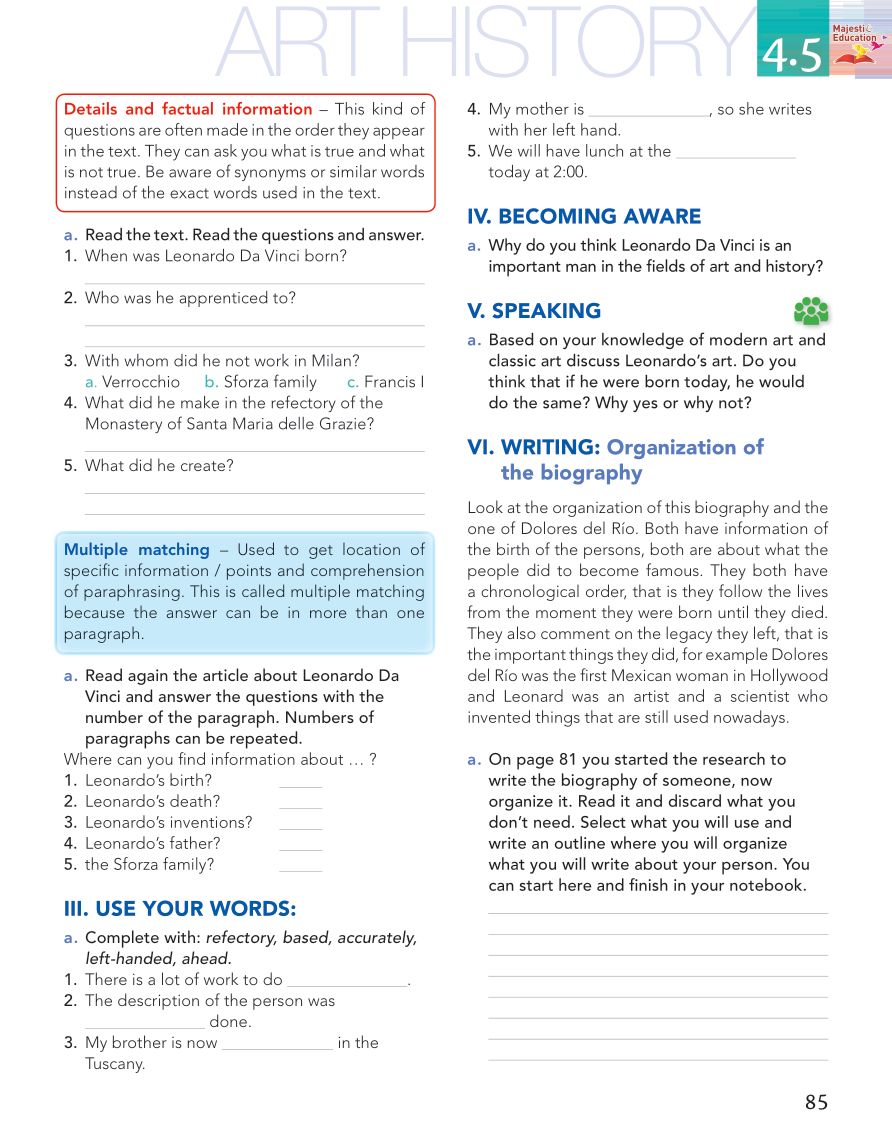 ART HISTORY
4.5
Majestic
Education
Details and factual information – This kind of
questions are often made in the order they appear
in the text. They can ask you what is true and what
is not true. Be aware of synonyms or similar words
instead of the exact words used in the text.
a. Read the text. Read the questions and answer.
1. When was Leonardo Da Vinci born?
2. Who was he apprenticed to?
3. With whom did he not work in Milan?
a. Verrocchio b. Sforza family c. Francis I
4. What did he make in the refectory of the
Monastery of Santa Maria delle Grazie?
5. What did he create?
Multiple matching – Used to get location of
specific information / points and comprehension
of paraphrasing. This is called multiple matching
because the answer can be in more than one
paragraph.
a. Read again the article about Leonardo Da
Vinci and answer the questions with the
number of the paragraph. Numbers of
paragraphs can be repeated.
Where can you find information about … ?
1. Leonardo’s birth? _____
2. Leonardo’s death? _____
3. Leonardo’s inventions? _____
4. Leonardo’s father? _____
5. the Sforza family? _____
III. USE YOUR WORDS:
a. Complete with: refectory, based, accurately,
left-handed, ahead.
1. There is a lot of work to do ______________.
2. The description of the person was
______________ done.
3. My brother is now _____________ in the
Tuscany.
4. My mother is ______________, so she writes
with her left hand.
5. We will have lunch at the ______________
today at 2:00.
IV. BECOMING AWARE
a. Why do you think Leonardo Da Vinci is an
important man in the fields of art and history?
V. SPEAKING
a. Based on your knowledge of modern art and
classic art discuss Leonardo’s art. Do you
think that if he were born today, he would
do the same? Why yes or why not?
VI. WRITING: Organization of
the biography
Look at the organization of this biography and the
one of Dolores del Río. Both have information of
the birth of the persons, both are about what the
people did to become famous. They both have
a chronological order, that is they follow the lives
from the moment they were born until they died.
They also comment on the legacy they left, that is
the important things they did, for example Dolores
del Río was the first Mexican woman in Hollywood
and Leonard was an artist and a scientist who
invented things that are still used nowadays.
a. On page 81 you started the research to
write the biography of someone, now
organize it. Read it and discard what you
don’t need. Select what you will use and
write an outline where you will organize
what you will write about your person. You
can start here and finish in your notebook.
85